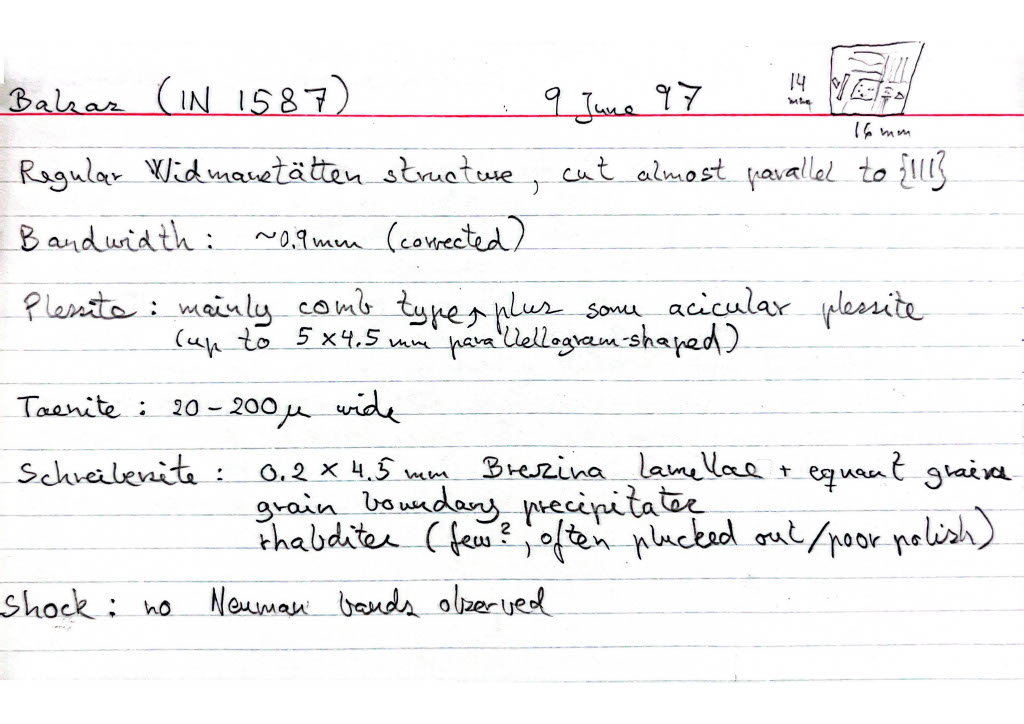 Balsas (IN 1587) 9 June 97 14 mm
16 mm
Regular Widmanstätten structure, cut almost parallel to {111}
Bandwidth: ~0.9mm (corrected)
Plessite: mainly comb type, plus some acicular plessite
(up to 5×4.5 mm parallellogram-shaped)
Taenite: 20-200µ wide
Schreibersite: 0.2 × 4.5 mm Brezina lamellae + equant grains
grain boundary precipitates
rhabdites (few?, often plucked out/poor polish)
Shock: no Neuman bands observed